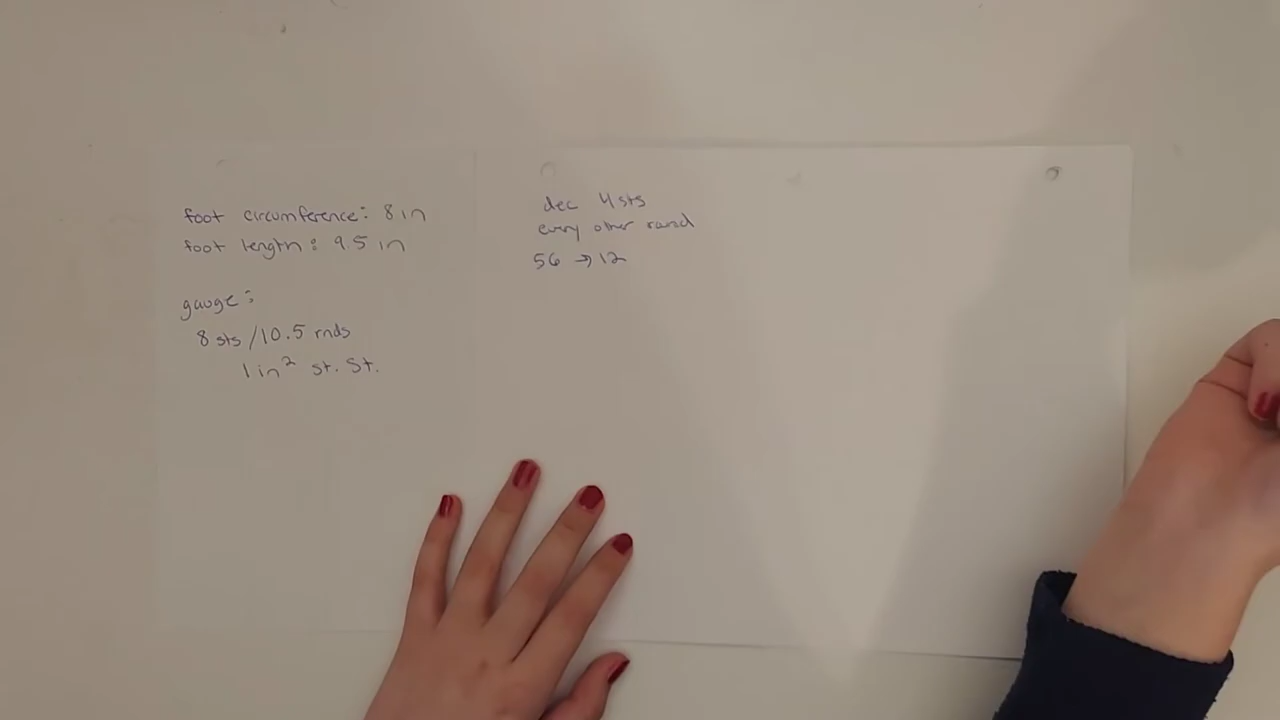 foot circumference: 8 in
foot length: 9.5 in
gauge:
8 sts/10.5 rnds
1 in² st. St.
dec 4 sts
every other round
56 → 12